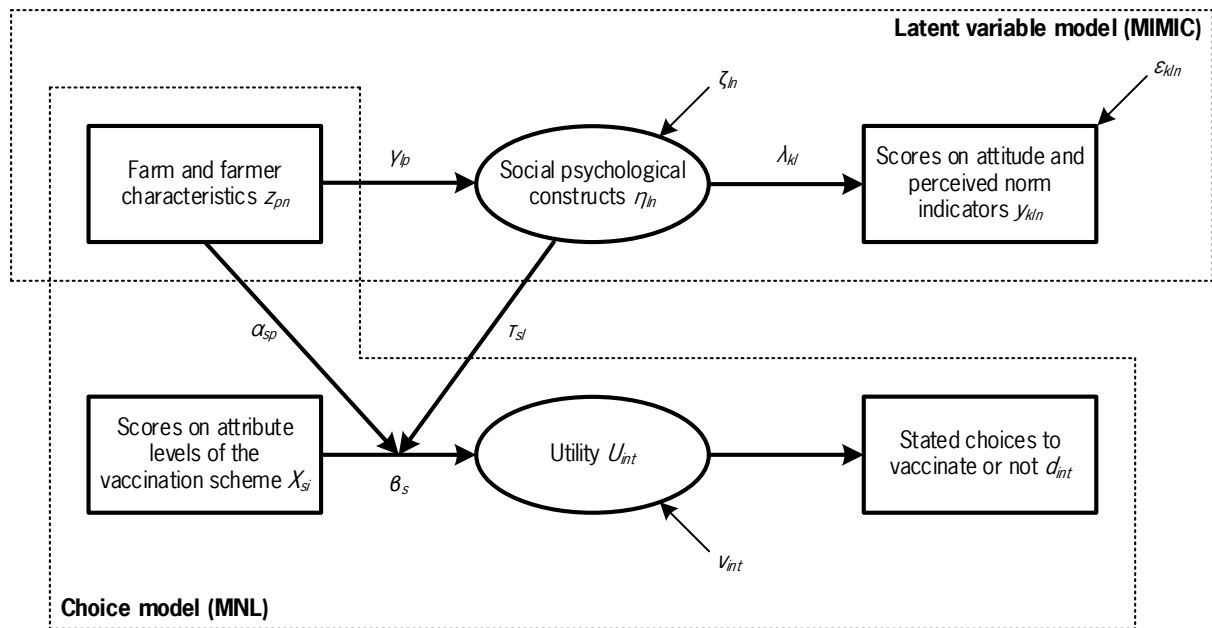 Latent variable model (MIMIC)
ζln
εkln
Farm and farmer
characteristics zpn
γlp
Social psychological
constructs ηln
λkl
Scores on attitude and
perceived norm
indicators ykln
αsp
τsl
Scores on attribute
levels of the
vaccination scheme Xsi
βs
Utility Uint
Stated choices to
vaccinate or not dint
νint
Choice model (MNL)